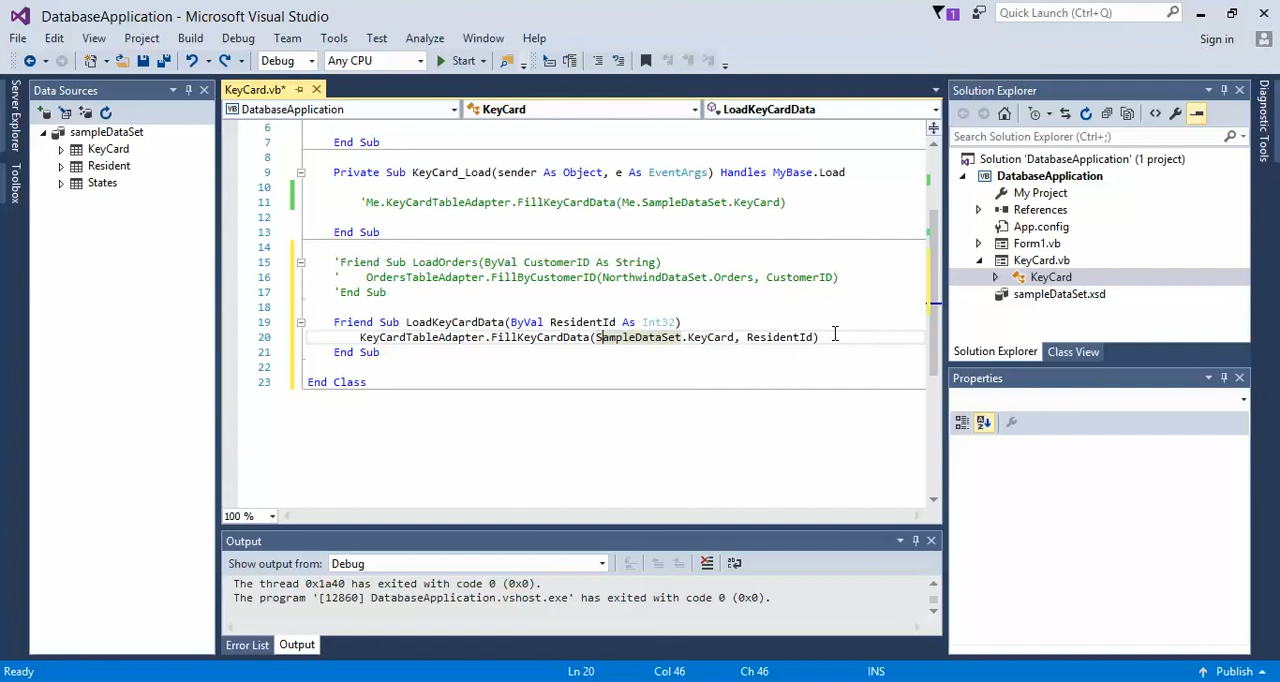 DatabaseApplication - Microsoft Visual Studio
1
Quick Launch (Ctrl+Q)
File Edit View Project Build Debug Team Tools Test Analyze Window Help
Sign in
Debug Any CPU Start
Server Explorer
Toolbox
Data Sources
sampleDataSet
KeyCard
Resident
States
KeyCard.vb*
DatabaseApplication KeyCard LoadKeyCardData
6
7 End Sub
8
9 Private Sub KeyCard_Load(sender As Object, e As EventArgs) Handles MyBase.Load
10
11 'Me.KeyCardTableAdapter.FillKeyCardData(Me.SampleDataSet.KeyCard)
12
13 End Sub
14
15 'Friend Sub LoadOrders(ByVal CustomerID As String)
16 ' OrdersTableAdapter.FillByCustomerID(NorthwindDataSet.Orders, CustomerID)
17 'End Sub
18
19 Friend Sub LoadKeyCardData(ByVal ResidentId As Int32)
20 KeyCardTableAdapter.FillKeyCardData(SampleDataSet.KeyCard, ResidentId)
21 End Sub
22
23 End Class
100 %
Output
Show output from: Debug
The thread 0x1a40 has exited with code 0 (0x0).
The program '[12860] DatabaseApplication.vshost.exe' has exited with code 0 (0x0).
Error List Output
Solution Explorer
Search Solution Explorer (Ctrl+;)
Solution 'DatabaseApplication' (1 project)
DatabaseApplication
My Project
References
App.config
Form1.vb
KeyCard.vb
KeyCard
sampleDataSet.xsd
Solution Explorer Class View
Properties
Diagnostic Tools
Ready Ln 20 Col 46 Ch 46 INS Publish